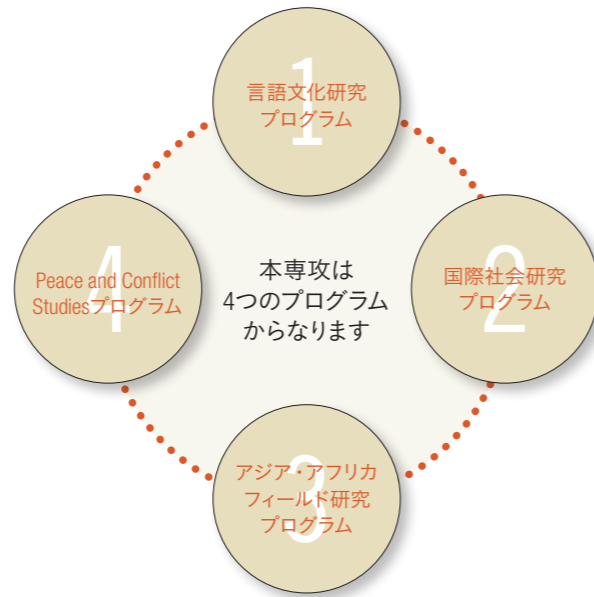 1
言語文化研究
プログラム
2
国際社会研究
プログラム
3
アジア・アフリカ
フィールド研究
プログラム
4
Peace and Conflict
Studiesプログラム
本専攻は
4つのプログラム
からなります